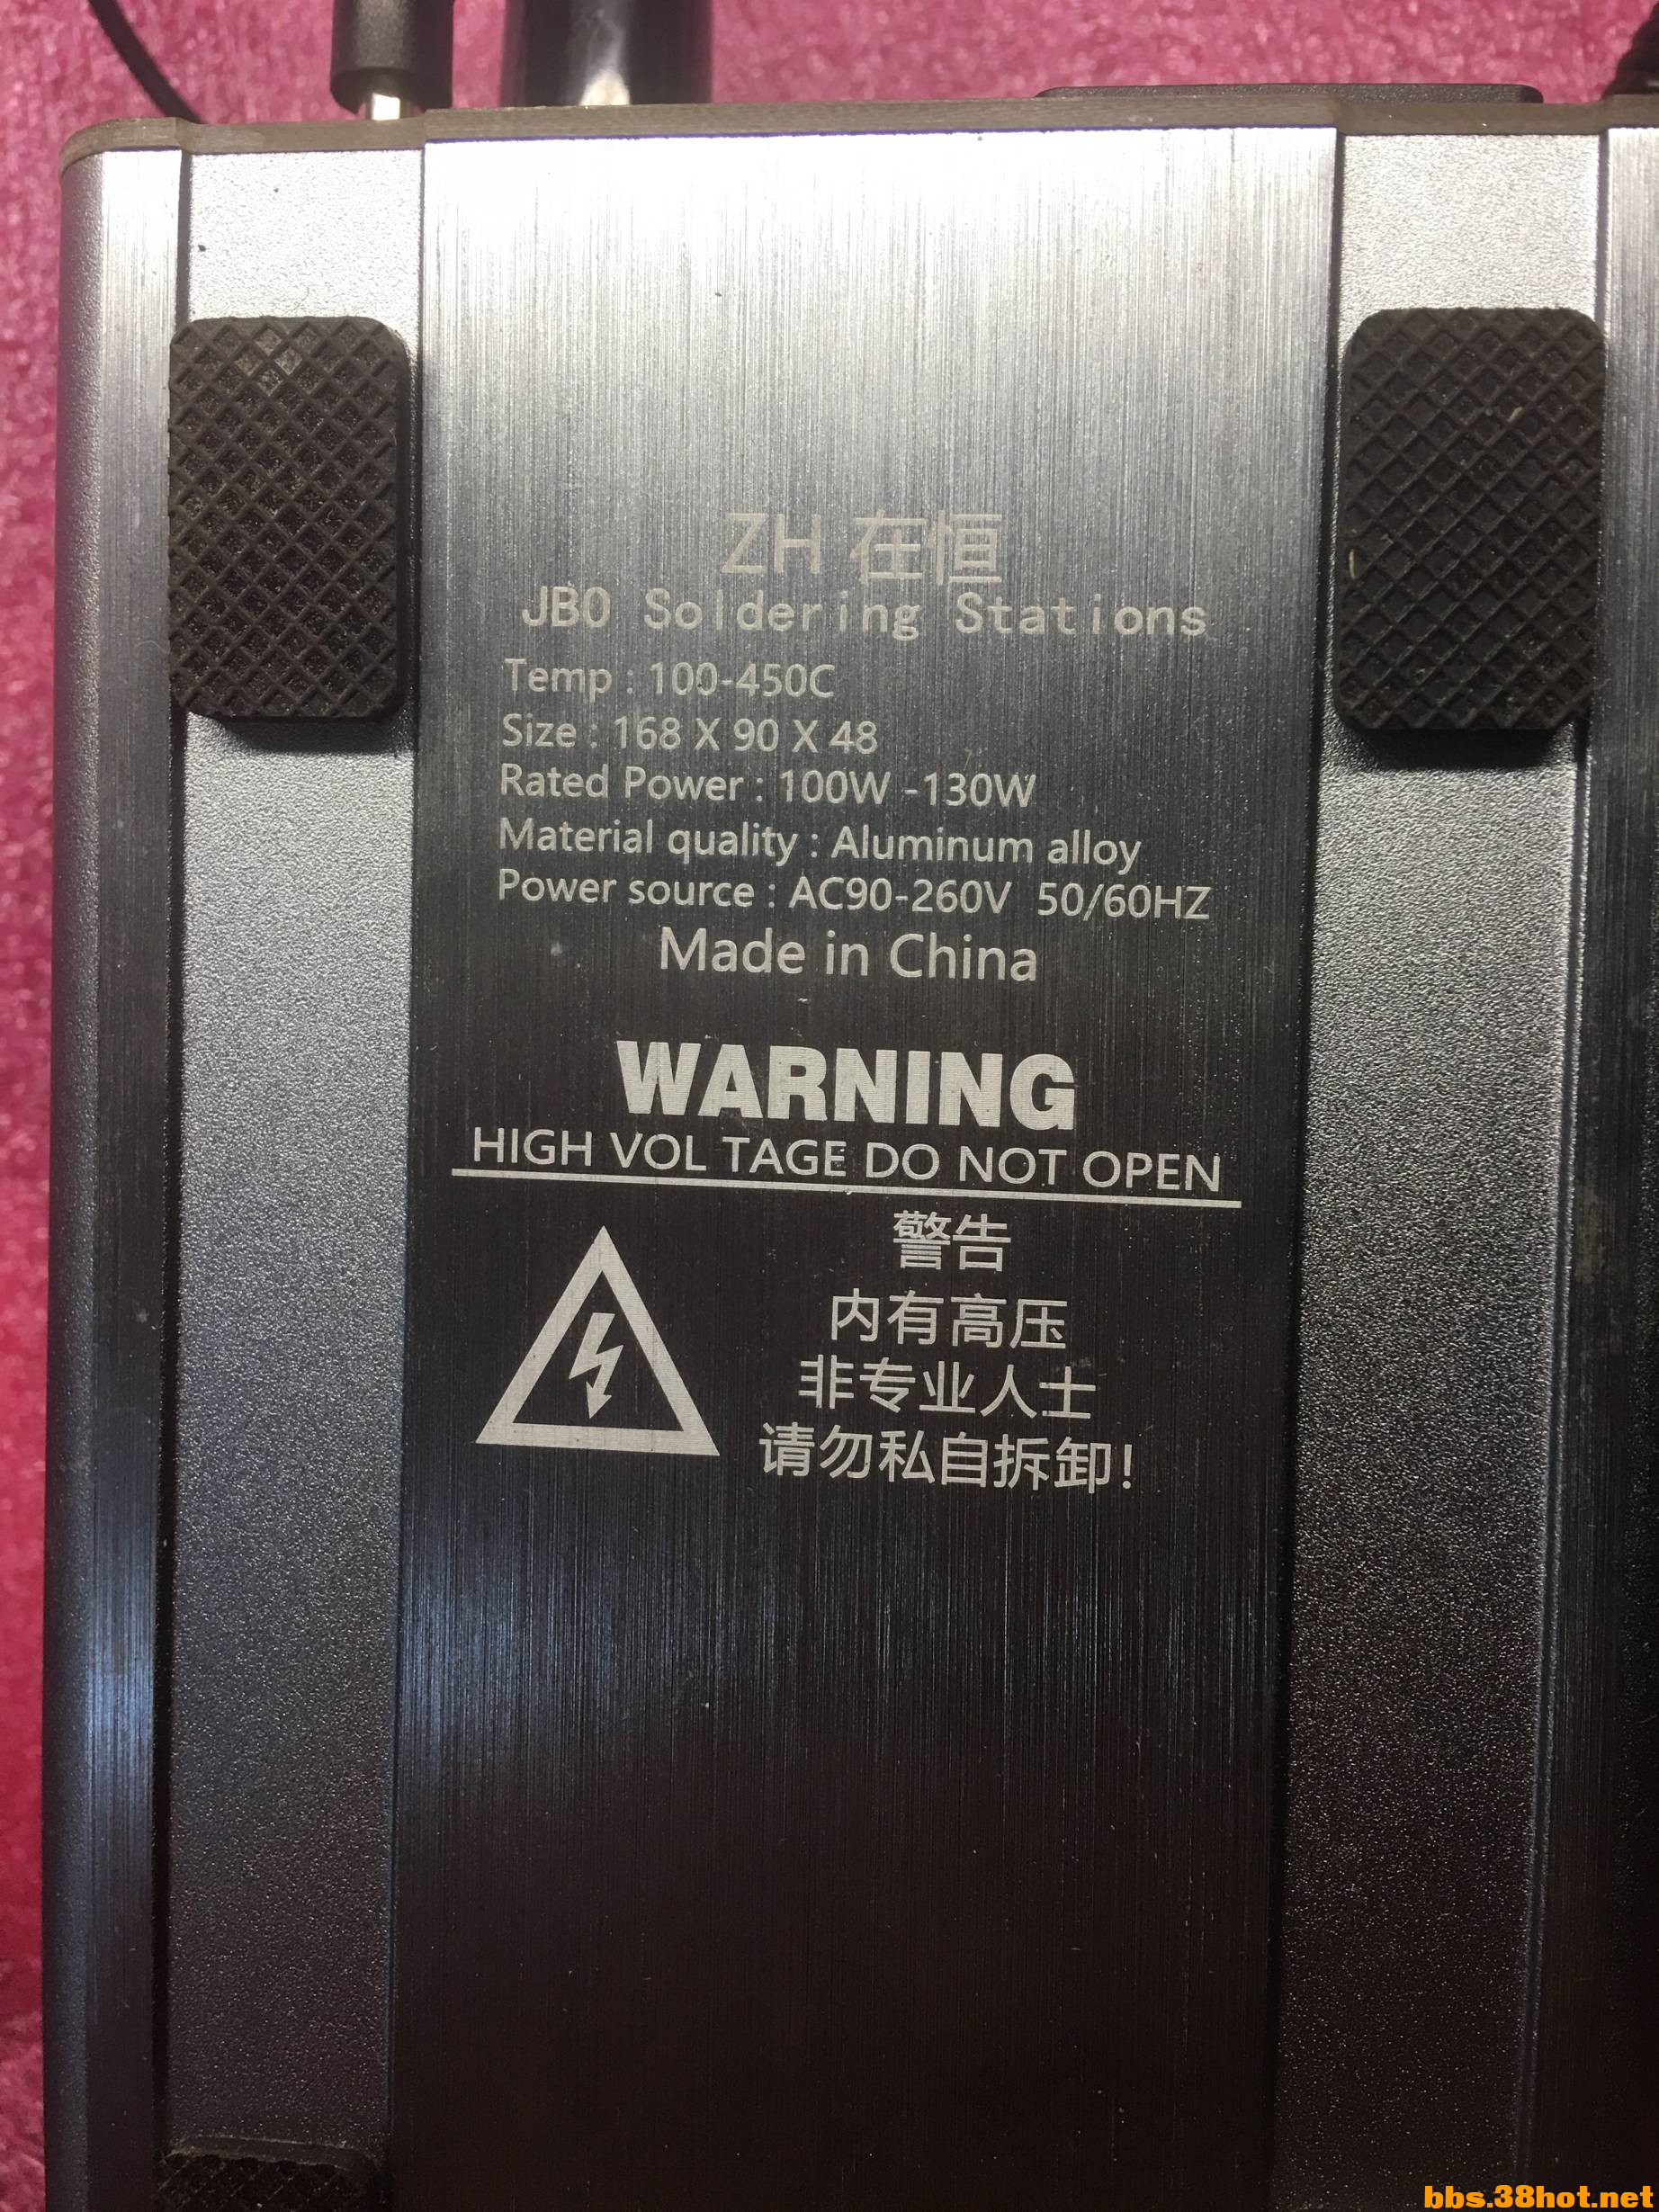 ZH 在恒
JBO Soldering Stations
Temp : 100-450C
Size : 168 X 90 X 48
Rated Power : 100W -130W
Material quality : Aluminum alloy
Power source : AC90-260V 50/60HZ
Made in China
WARNING
HIGH VOL TAGE DO NOT OPEN
警告
内有高压
非专业人士
请勿私自拆卸!
bbs.38hot.net